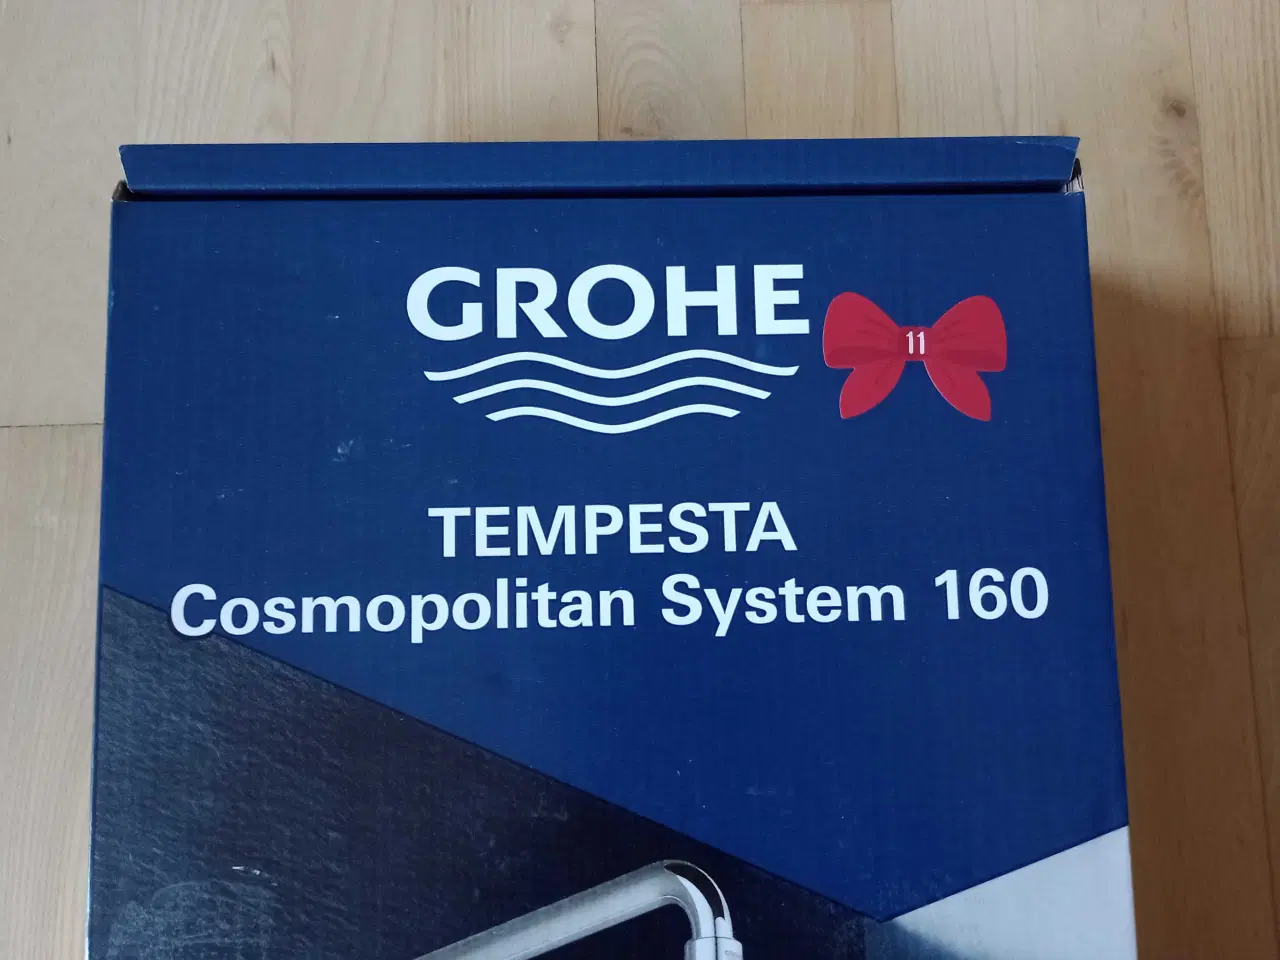 GROHE
11
TEMPESTA
Cosmopolitan System 160